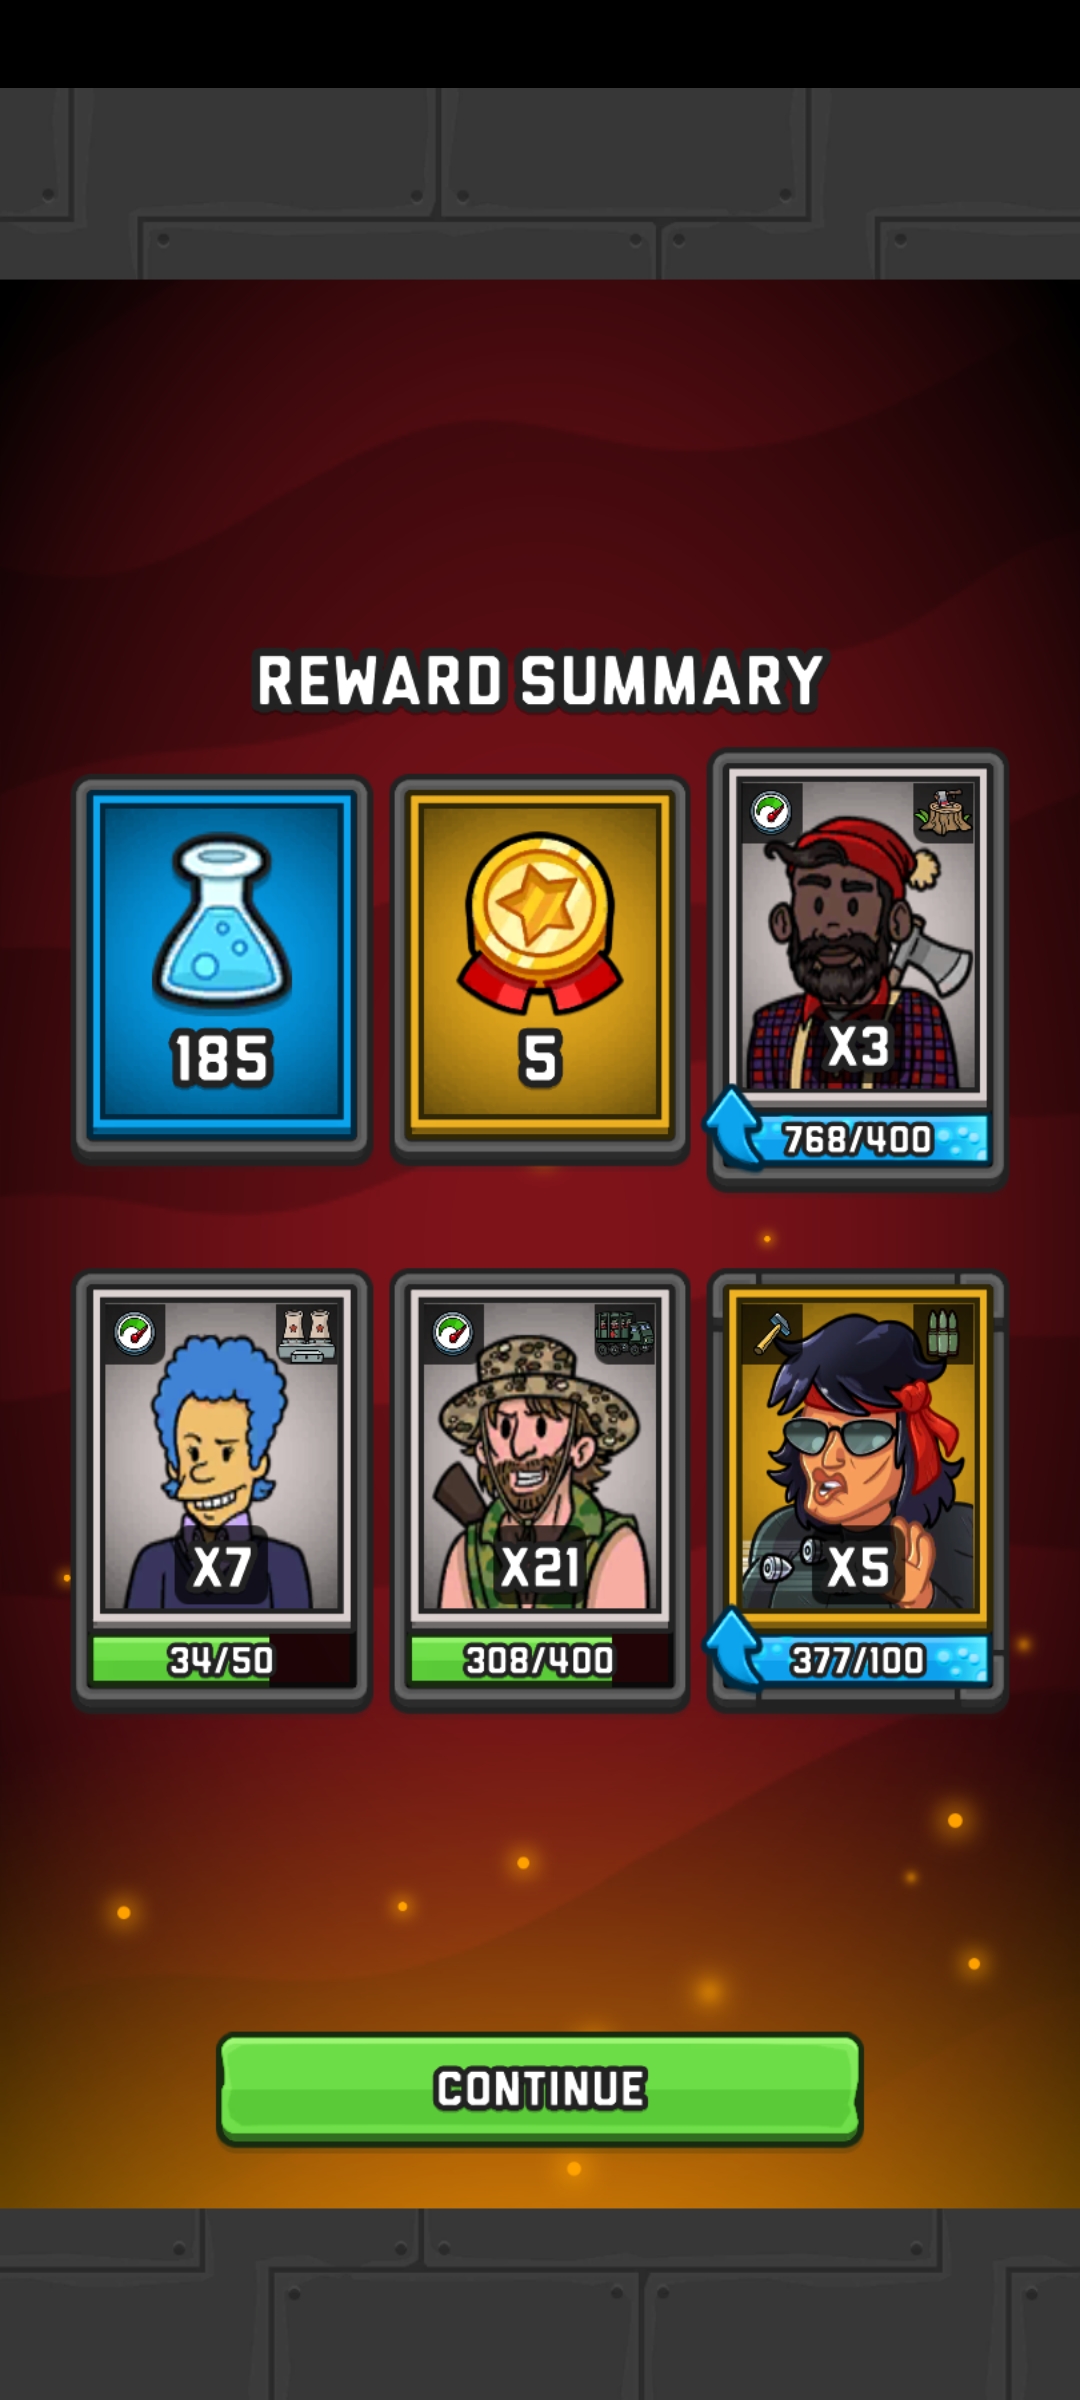 REWARD SUMMARY
185
5
X3
768/400
X7
34/50
X21
308/400
X5
377/100
CONTINUE